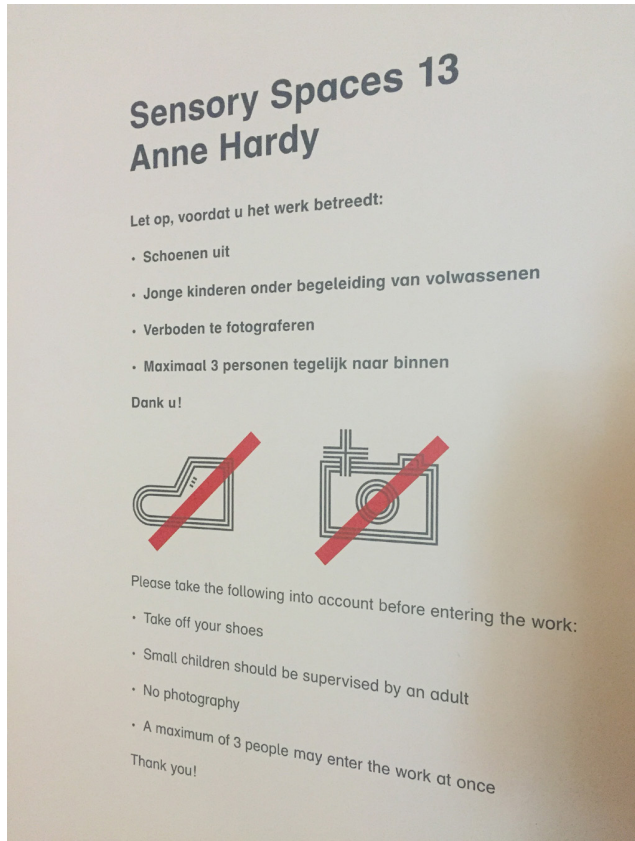 Sensory Spaces 13
Anne Hardy
Let op, voordat u het werk betreedt:
• Schoenen uit
• Jonge kinderen onder begeleiding van volwassenen
• Verboden te fotograferen
• Maximaal 3 personen tegelijk naar binnen
Dank u!
Please take the following into account before entering the work:
• Take off your shoes
• Small children should be supervised by an adult
• No photography
• A maximum of 3 people may enter the work at once
Thank you!